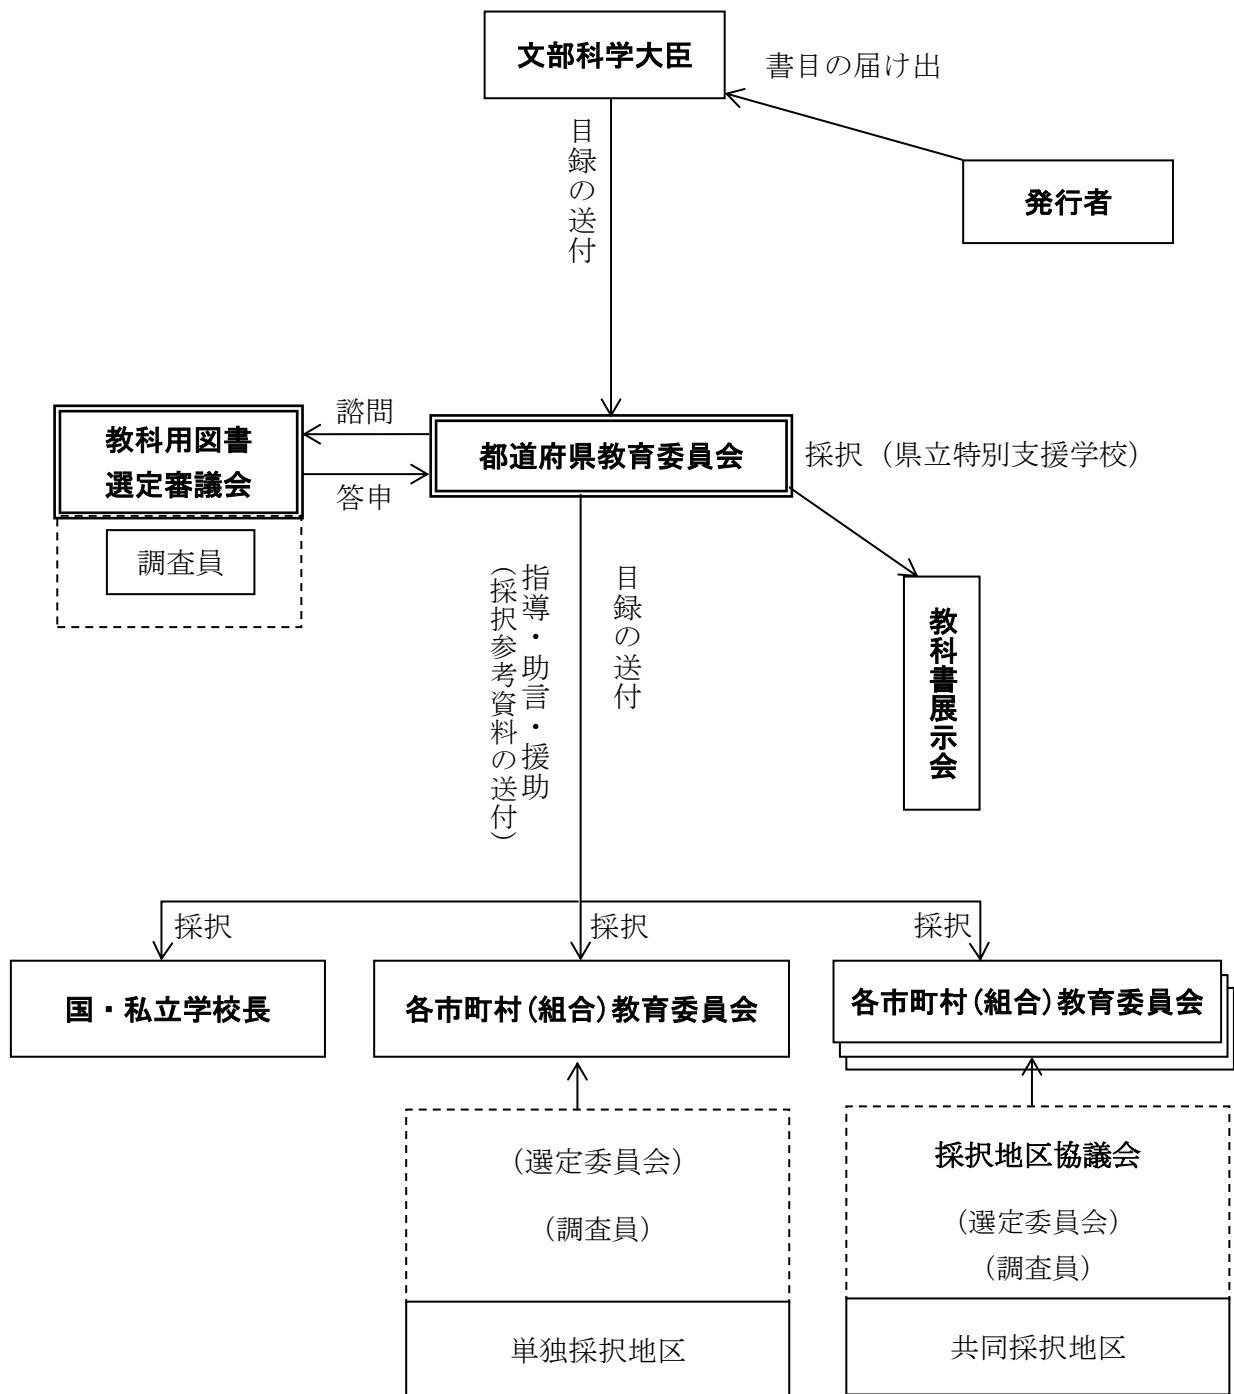 文部科学大臣
書目の届け出
発行者
目録の送付
教科用図書
選定審議会
諮問
答申
都道府県教育委員会
採択（県立特別支援学校）
調査員
指導・助言・援助
（採択参考資料の送付）
目録の送付
教科書展示会
採択
採択
採択
国・私立学校長
各市町村(組合)教育委員会
各市町村(組合)教育委員会
（選定委員会）
（調査員）
単独採択地区
採択地区協議会
（選定委員会）
（調査員）
共同採択地区